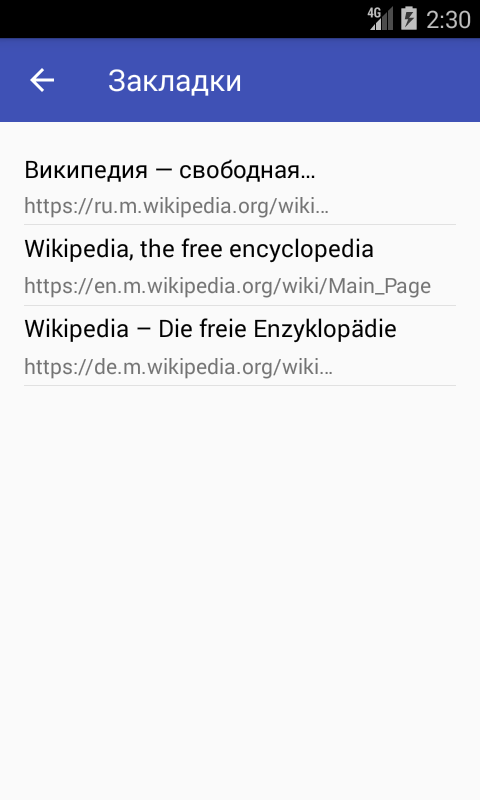 4G 2:30
Закладки
Википедия — свободная…
https://ru.m.wikipedia.org/wiki…
Wikipedia, the free encyclopedia
https://en.m.wikipedia.org/wiki/Main_Page
Wikipedia – Die freie Enzyklopädie
https://de.m.wikipedia.org/wiki…